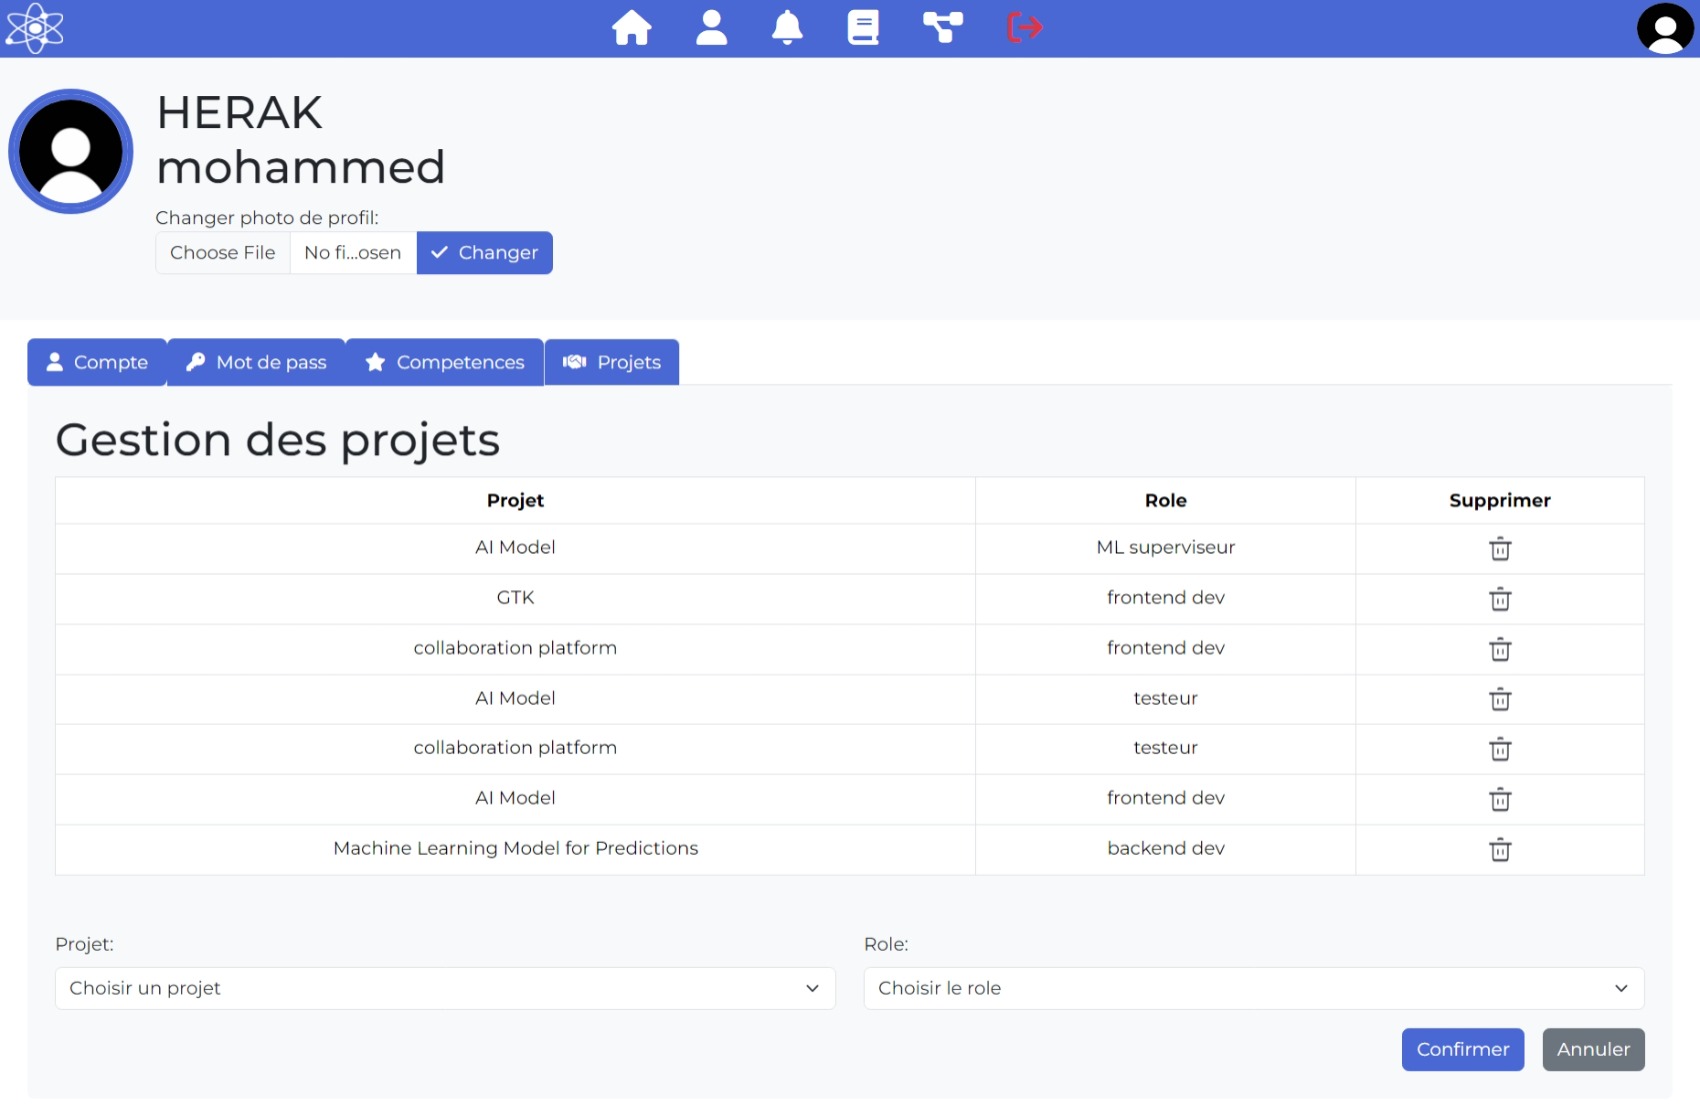 HERAK
mohammed
Changer photo de profil:
Choose File No fi...osen Changer
Compte Mot de pass Competences Projets
Gestion des projets
Projet Role Supprimer
AI Model ML superviseur
GTK frontend dev
collaboration platform frontend dev
AI Model testeur
collaboration platform testeur
AI Model frontend dev
Machine Learning Model for Predictions backend dev
Projet: Role:
Choisir un projet Choisir le role
Confirmer Annuler